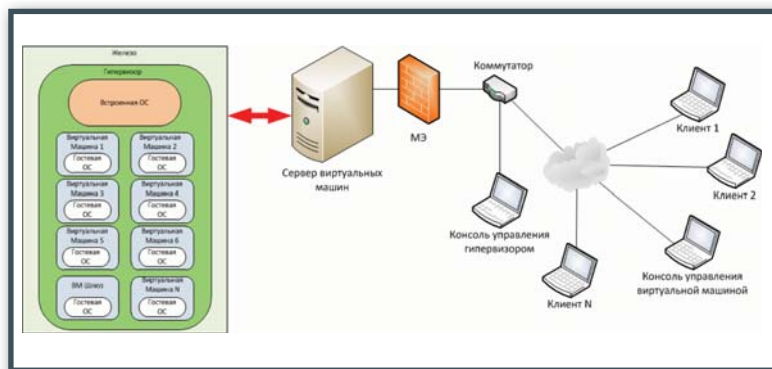 Железо
Гипервизор
Встроенная ОС
Виртуальная
Машина 1
Гостевая
ОС
Виртуальная
Машина 2
Гостевая
ОС
Виртуальная
Машина 3
Гостевая
ОС
Виртуальная
Машина 4
Гостевая
ОС
Виртуальная
Машина 5
Гостевая
ОС
Виртуальная
Машина 6
Гостевая
ОС
ВМ Шлюз
Гостевая
ОС
Виртуальная
Машина N
Гостевая
ОС
Сервер виртуальных
машин
МЭ
Коммутатор
Консоль управления
гипервизором
Клиент 1
Клиент 2
Консоль управления
виртуальной машиной
Клиент N